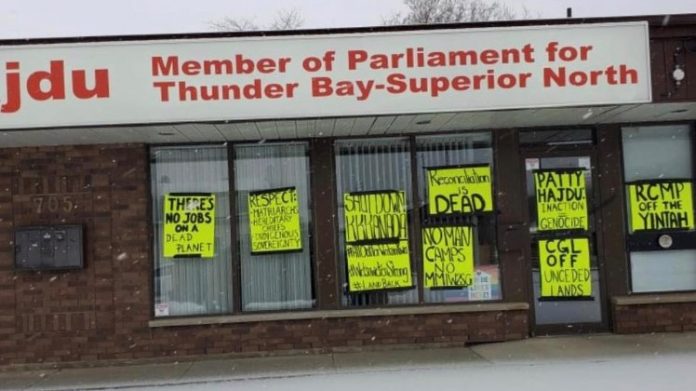 jdu
Member of Parliament for
Thunder Bay-Superior North
705
THERE'S
NO JOBS
ON A
DEAD PLANET
RESPECT:
-MATRIARCHS
-HEREDITARY
CHIEFS
-INDIGENOUS
SOVEREIGNTY
SHUTDOWN
KKKANADA
#LANDBACK
Reconciliation
is
DEAD
NO MAN
CAMPS
NO
PATTY
HAJDU:
INACTION
=
GENOCIDE
CGL
OFF
UNCEDED
LANDS
RCMP
OFF THE
YINTAH